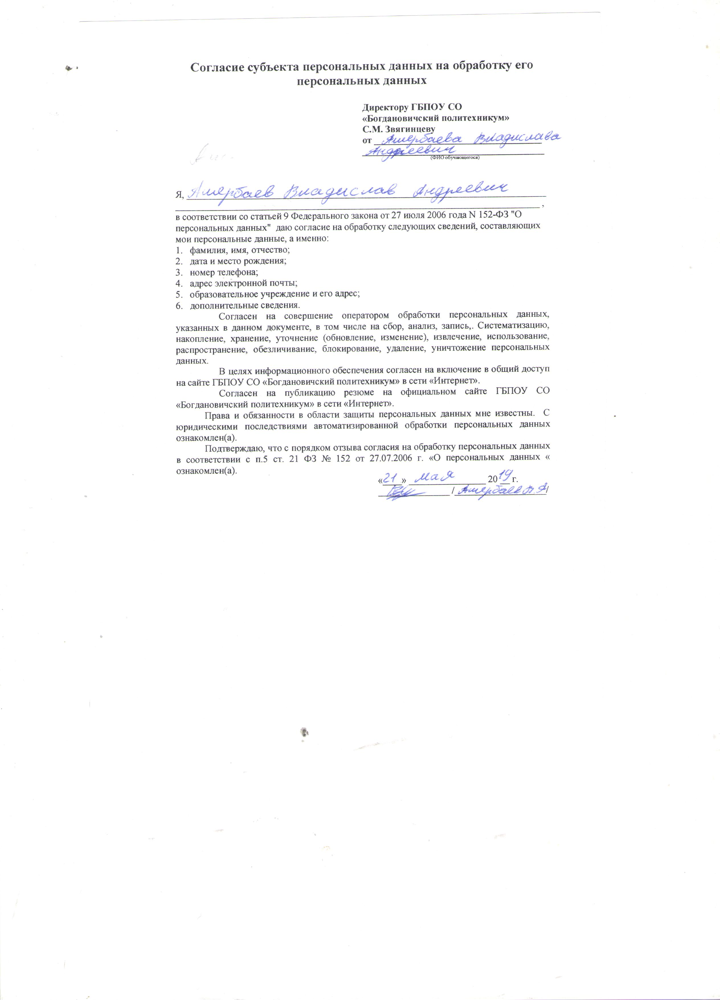 Согласие субъекта персональных данных на обработку его
персональных данных
Директору ГБПОУ СО
«Богдановичский политехникум»
С.М. Звягинцеву
от Амербаева Владислава
Андреевич
(ФИО обучающегося)
Я, Амербаев Владислав Андреевич
,
в соответствии со статьей 9 Федерального закона от 27 июля 2006 года N 152-ФЗ "О
персональных данных" даю согласие на обработку следующих сведений, составляющих
мои персональные данные, а именно:
1. фамилия, имя, отчество;
2. дата и место рождения;
3. номер телефона;
4. адрес электронной почты;
5. образовательное учреждение и его адрес;
6. дополнительные сведения.
Согласен на совершение оператором обработки персональных данных,
указанных в данном документе, в том числе на сбор, анализ, запись,. Систематизацию,
накопление, хранение, уточнение (обновление, изменение), извлечение, использование,
распространение, обезличивание, блокирование, удаление, уничтожение персональных
данных.
В целях информационного обеспечения согласен на включение в общий доступ
на сайте ГБПОУ СО «Богдановичский политехникум» в сети «Интернет».
Согласен на публикацию резюме на официальном сайте ГБПОУ СО
«Богдановичский политехникум» в сети «Интернет».
Права и обязанности в области защиты персональных данных мне известны. С
юридическими последствиями автоматизированной обработки персональных данных
ознакомлен(а).
Подтверждаю, что с порядком отзыва согласия на обработку персональных данных
в соответствии с п.5 ст. 21 ФЗ № 152 от 27.07.2006 г. «О персональных данных «
ознакомлен(а).
«21» мая 2019 г.
/ Амербаев В.А/